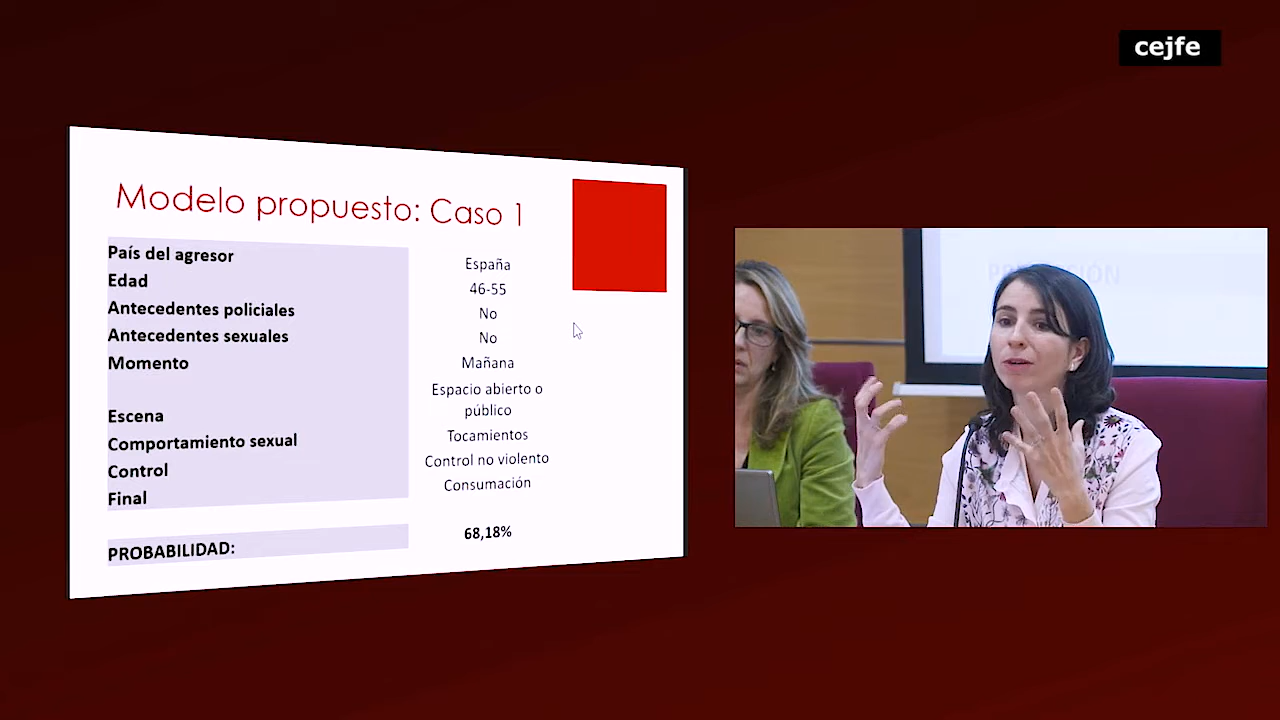 cejfe
Modelo propuesto: Caso 1
País del agresor España
Edad 46-55
Antecedentes policiales No
Antecedentes sexuales No
Momento Mañana
Escena Espacio abierto o
público
Comportamiento sexual Tocamientos
Control Control no violento
Final Consumación
PROBABILIDAD: 68,18%